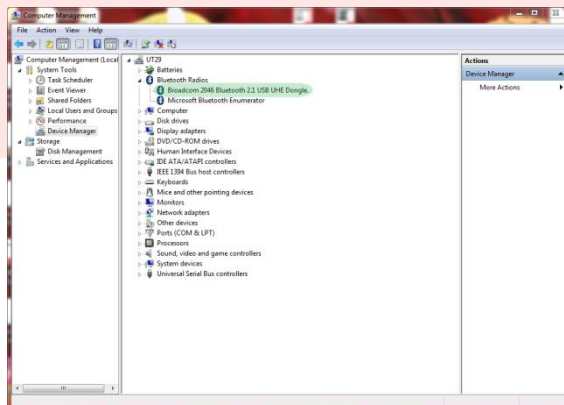 Computer Management
File Action View Help
Computer Management (Local
System Tools
Task Scheduler
Event Viewer
Shared Folders
Local Users and Groups
Performance
Device Manager
Storage
Disk Management
Services and Applications
UT29
Batteries
Bluetooth Radios
Broadcom 2046 Bluetooth 2.1 USB UHE Dongle.
Microsoft Bluetooth Enumerator
Computer
Disk drives
Display adapters
DVD/CD-ROM drives
Human Interface Devices
IDE ATA/ATAPI controllers
IEEE 1394 Bus host controllers
Keyboards
Mice and other pointing devices
Monitors
Network adapters
Other devices
Ports (COM & LPT)
Processors
Sound, video and game controllers
System devices
Universal Serial Bus controllers
Actions
Device Manager
More Actions